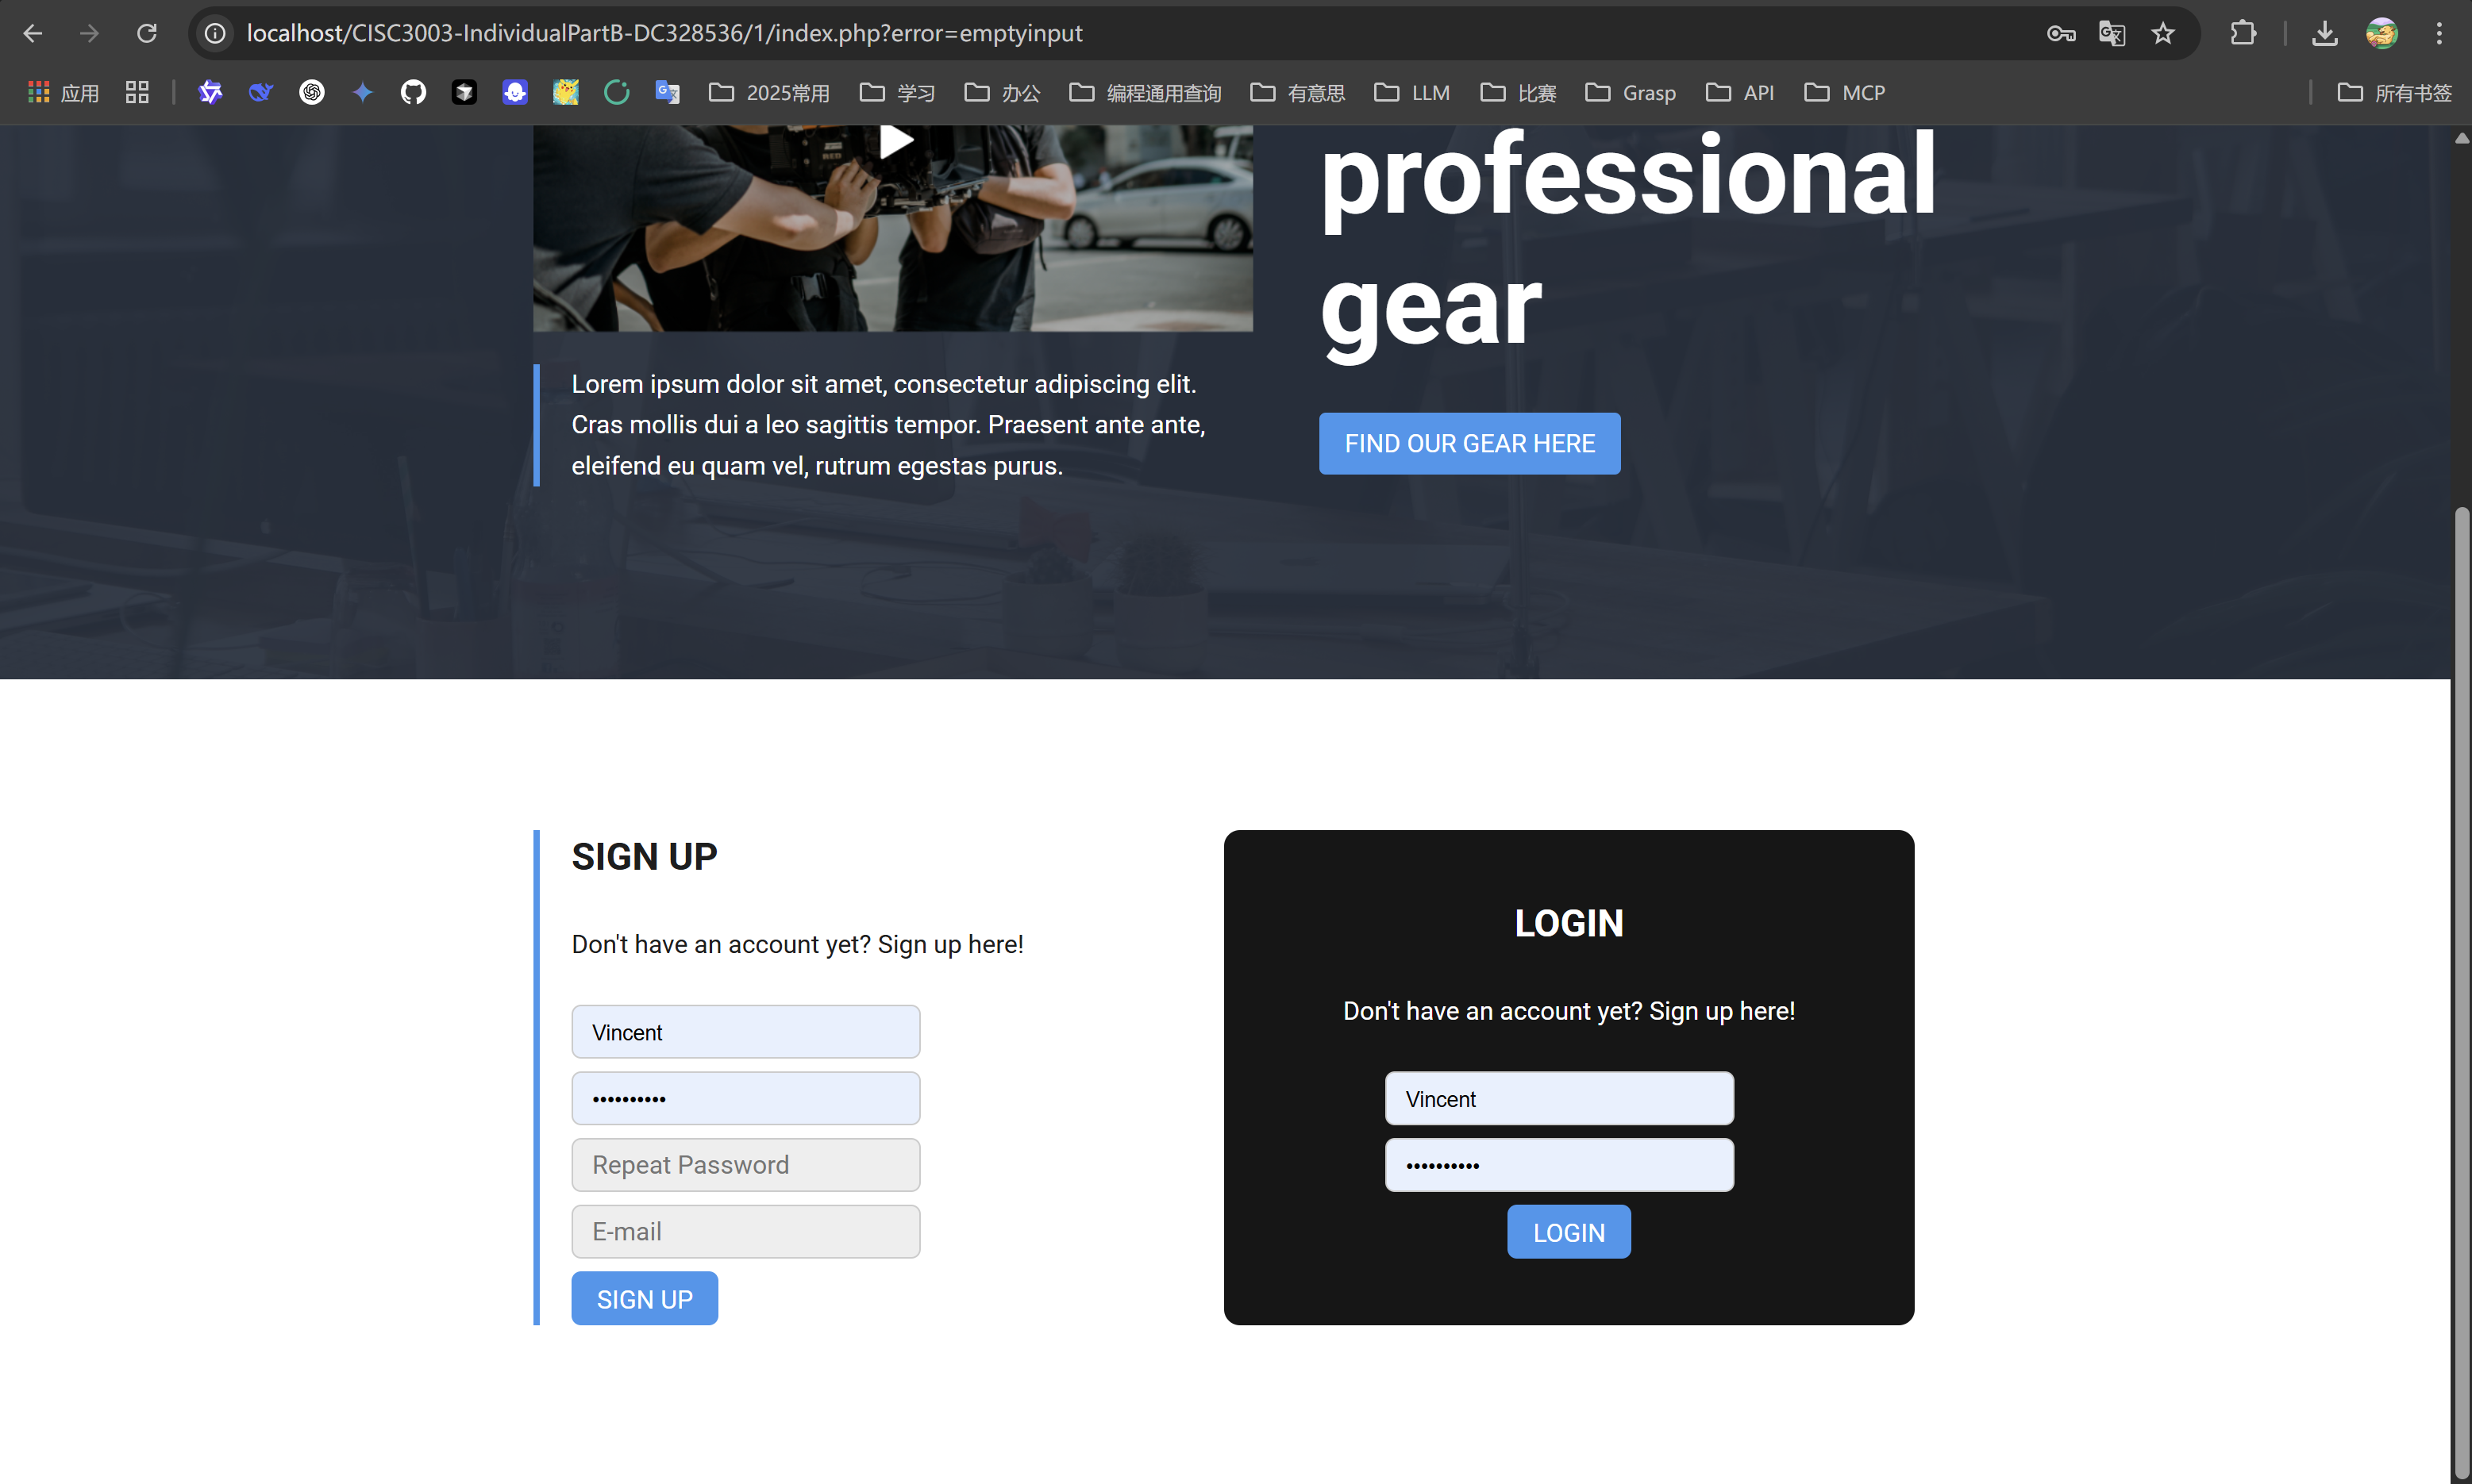 localhost/CISC3003-IndividualPartB-DC328536/1/index.php?error=emptyinput
应用
2025常用
学习
办公
编程通用查询
有意思
LLM
比赛
Grasp
API
MCP
所有书签
RED
professional
gear
Lorem ipsum dolor sit amet, consectetur adipiscing elit.
Cras mollis dui a leo sagittis tempor. Praesent ante ante,
eleifend eu quam vel, rutrum egestas purus.
FIND OUR GEAR HERE
SIGN UP
Don't have an account yet? Sign up here!
Vincent
••••••••••
Repeat Password
E-mail
SIGN UP
LOGIN
Don't have an account yet? Sign up here!
Vincent
••••••••••
LOGIN